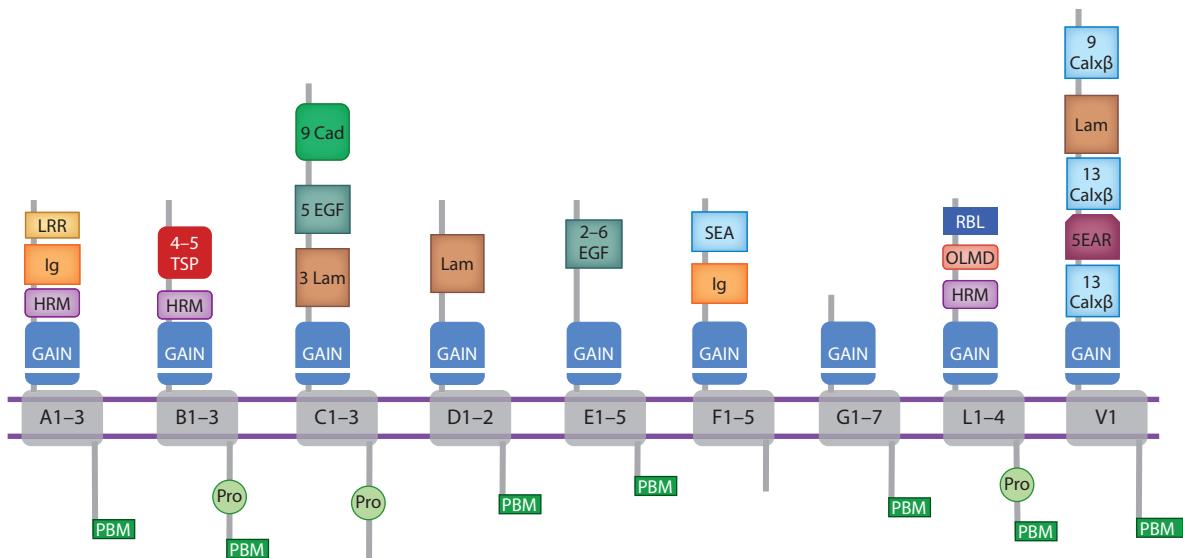 LRR
Ig
HRM
GAIN
A1–3
PBM
4–5
TSP
HRM
GAIN
B1–3
Pro
PBM
9 Cad
5 EGF
3 Lam
GAIN
C1–3
Pro
Lam
GAIN
D1–2
PBM
2–6
EGF
GAIN
E1–5
PBM
SEA
Ig
GAIN
F1–5
GAIN
G1–7
PBM
RBL
OLMD
HRM
GAIN
L1–4
Pro
PBM
9
Calxβ
Lam
13
Calxβ
5EAR
13
Calxβ
GAIN
V1
PBM